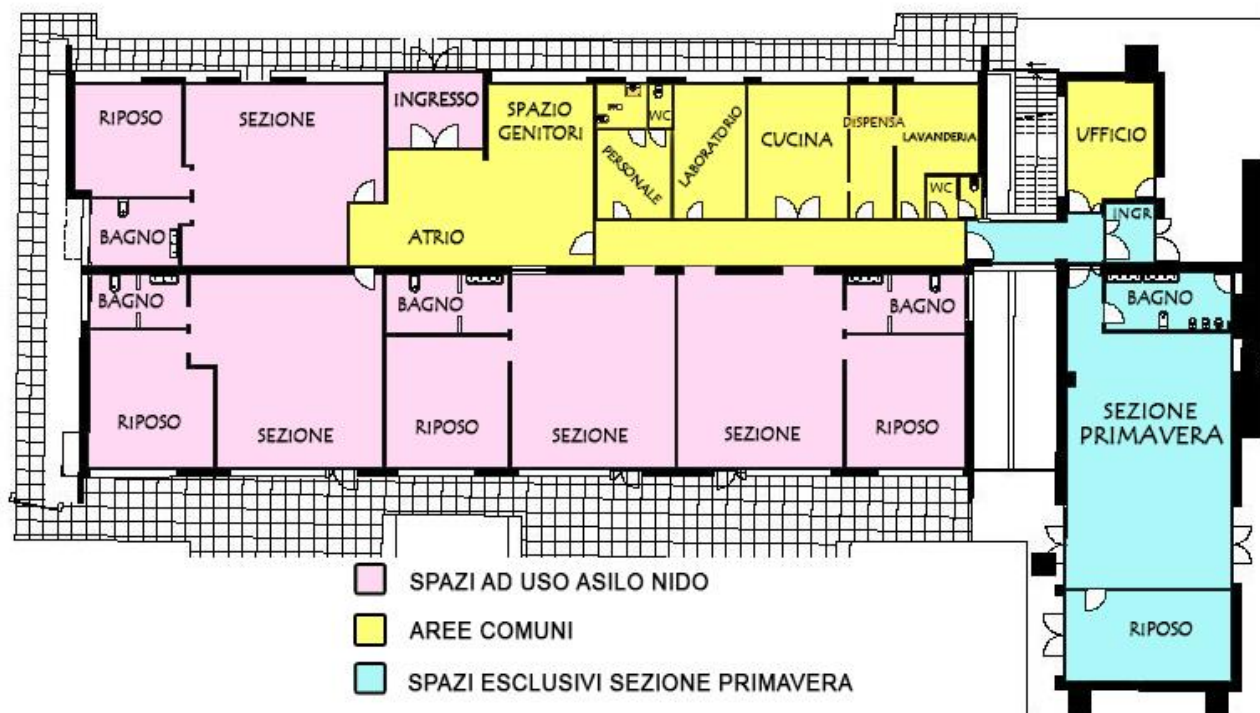 RIPOSO
SEZIONE
INGRESSO
SPAZIO
GENITORI
WC
WC
PERSONALE
LABORATORIO
CUCINA
DISPENSA
LAVANDERIA
WC
UFFICIO
INGR
BAGNO
ATRIO
BAGNO
BAGNO
BAGNO
BAGNO
RIPOSO
SEZIONE
RIPOSO
SEZIONE
SEZIONE
RIPOSO
SEZIONE
PRIMAVERA
RIPOSO
SPAZI AD USO ASILO NIDO
AREE COMUNI
SPAZI ESCLUSIVI SEZIONE PRIMAVERA